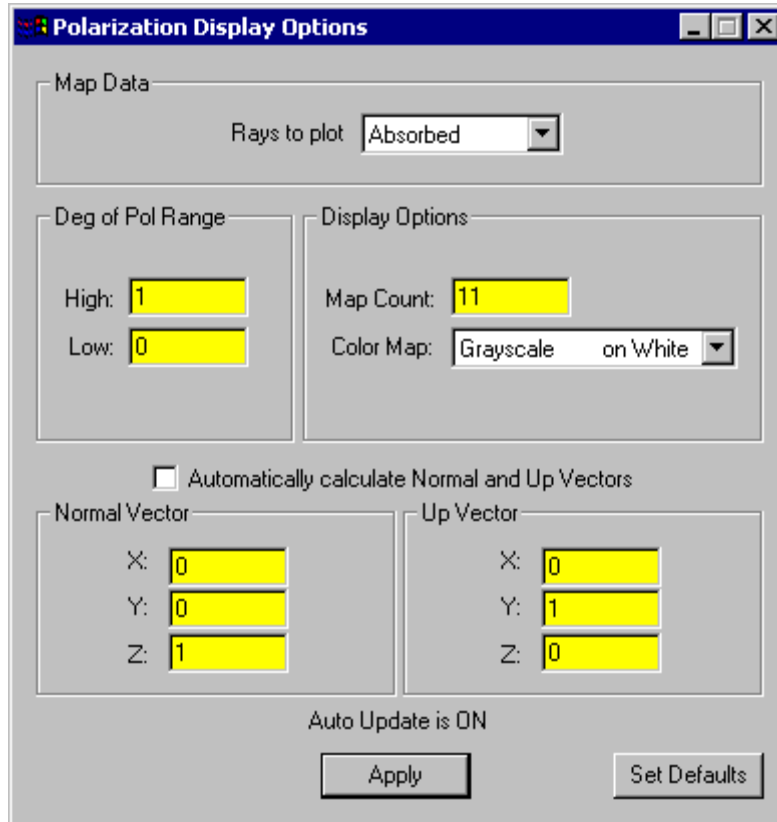 Polarization Display Options
Map Data
Rays to plot Absorbed
Deg of Pol Range
High: 1
Low: 0
Display Options
Map Count: 11
Color Map: Grayscale on White
Automatically calculate Normal and Up Vectors
Normal Vector
X: 0
Y: 0
Z: 1
Up Vector
X: 0
Y: 1
Z: 0
Auto Update is ON
Apply
Set Defaults